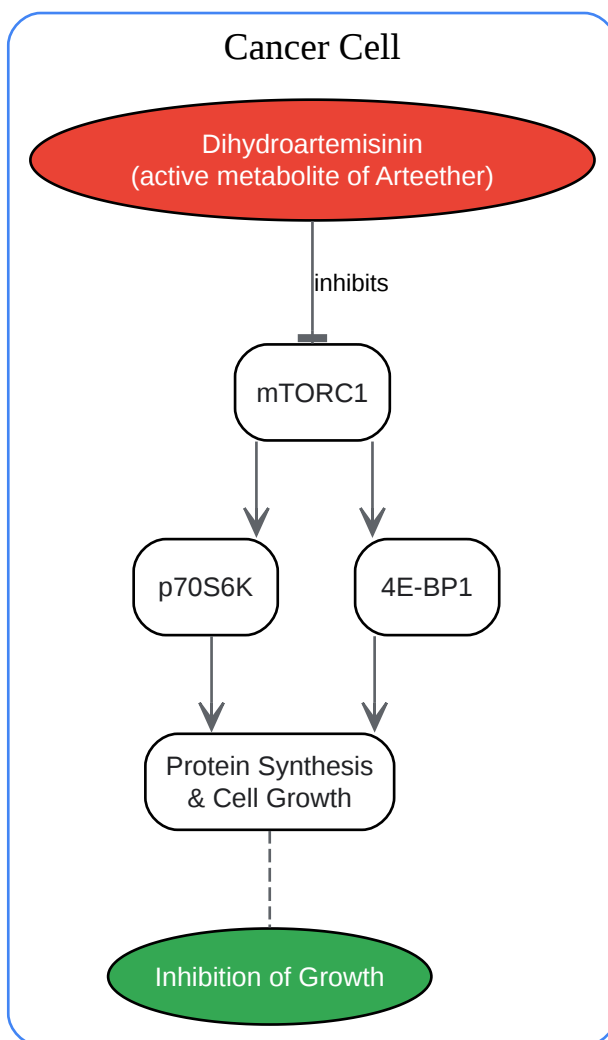 Cancer Cell
Dihydroartemisinin
(active metabolite of Arteether)
inhibits
mTORC1
p70S6K
4E-BP1
Protein Synthesis
& Cell Growth
Inhibition of Growth